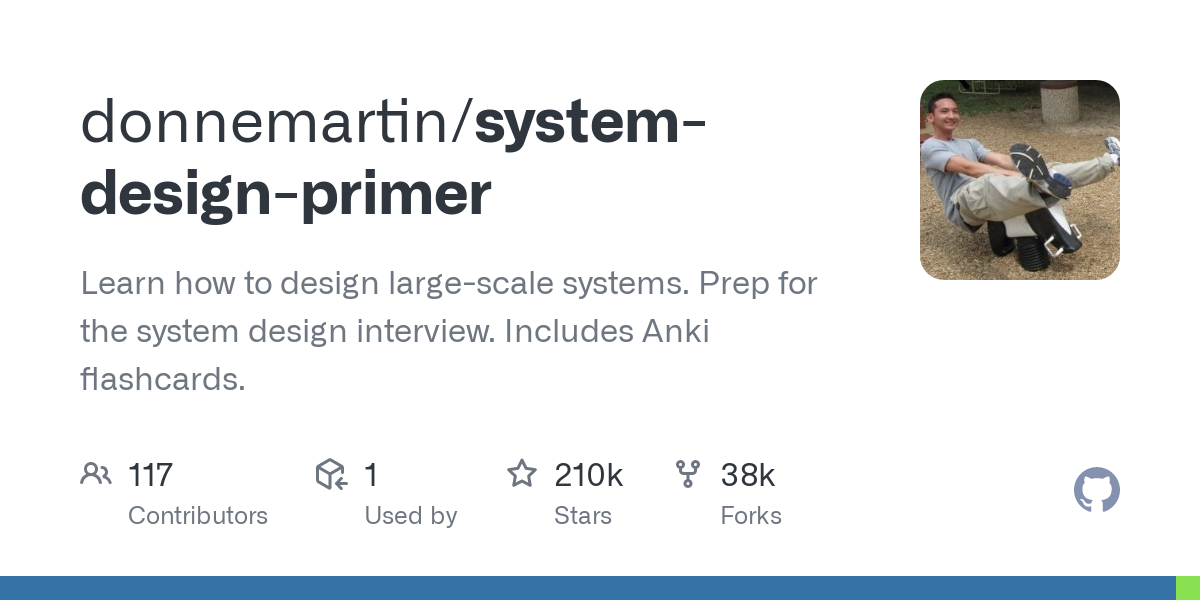 donnemartin/system-
design-primer
Learn how to design large-scale systems. Prep for
the system design interview. Includes Anki
flashcards.
117
Contributors
1
Used by
210k
Stars
38k
Forks